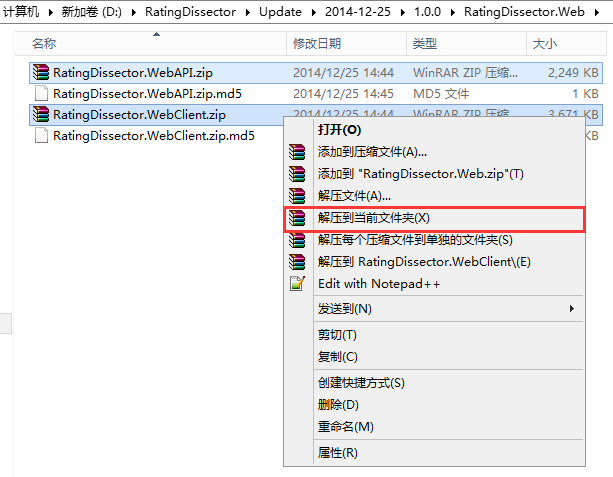 计算机 ▸ 新加卷 (D:) ▸ RatingDissector ▸ Update ▸ 2014-12-25 ▸ 1.0.0 ▸ RatingDissector.Web ▸
名称 修改日期 类型 大小
RatingDissector.WebAPI.zip 2014/12/25 14:44 WinRAR ZIP 压缩... 2,249 KB
RatingDissector.WebAPI.zip.md5 2014/12/25 14:45 MD5 文件 1 KB
RatingDissector.WebClient.zip 2014/12/25 14:44 WinRAR ZIP 压缩... 3,671 KB
RatingDissector.WebClient.zip.md5 KB
打开(O)
添加到压缩文件(A)...
添加到 "RatingDissector.Web.zip"(T)
解压文件(A)...
解压到当前文件夹(X)
解压每个压缩文件到单独的文件夹(S)
解压到 RatingDissector.WebClient\(E)
Edit with Notepad++
发送到(N)
剪切(T)
复制(C)
创建快捷方式(S)
删除(D)
重命名(M)
属性(R)